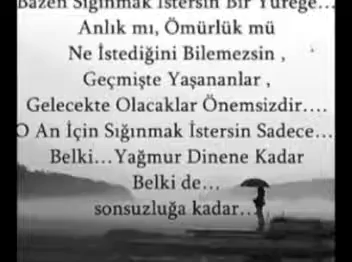 Bazen Sığınmak İstersin Bir Yüreğe...
Anlık mı, Ömürlük mü
Ne İstediğini Bilemezsin ,
Geçmişte Yaşananlar ,
Gelecekte Olacaklar Önemsizdir....
O An İçin Sığınmak İstersin Sadece...
Belki...Yağmur Dinene Kadar
Belki de...
sonsuzluğa kadar...